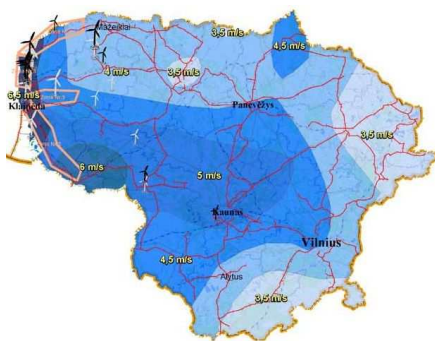 Mažeikiai
3,5 m/s
4,5 m/s
4 m/s
3,5 m/s
6,5 m/s
Klaipėda
Panevėžys
3,5 m/s
6 m/s
5 m/s
Kaunas
Vilnius
4,5 m/s
Alytus
3,5 m/s